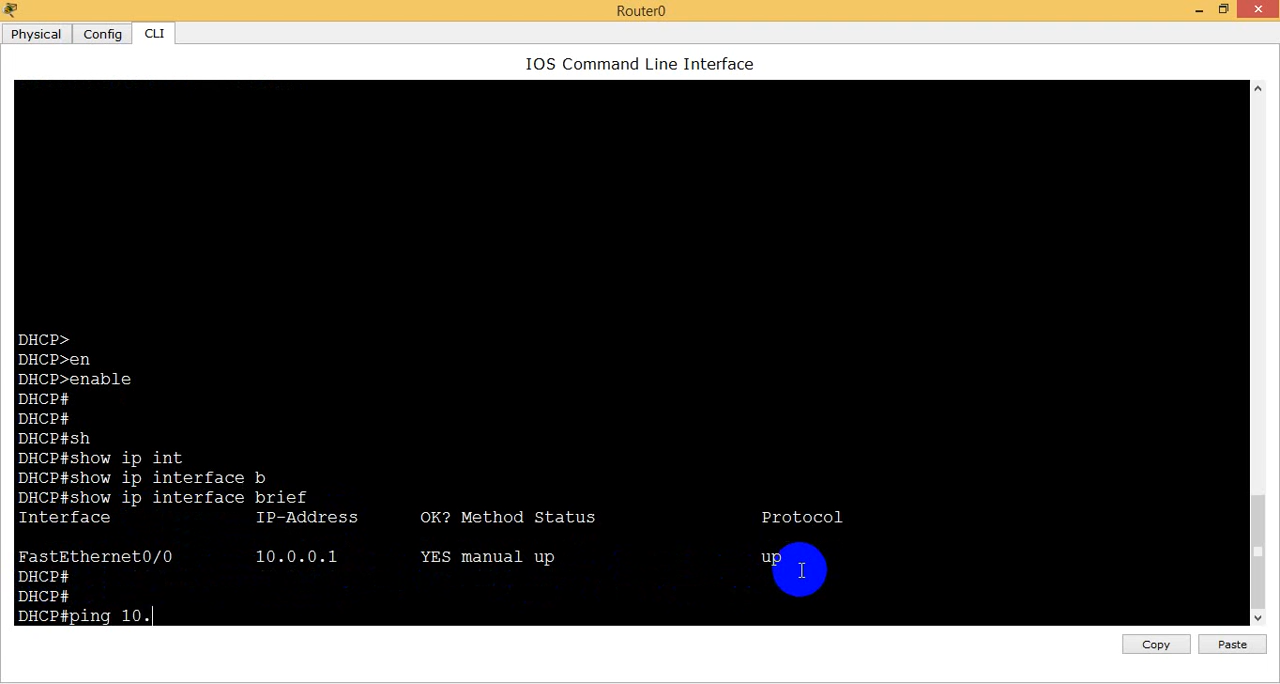 Router0
Physical Config CLI
IOS Command Line Interface
DHCP>
DHCP>en
DHCP>enable
DHCP#
DHCP#
DHCP#sh
DHCP#show ip int
DHCP#show ip interface b
DHCP#show ip interface brief
Interface IP-Address OK? Method Status Protocol
FastEthernet0/0 10.0.0.1 YES manual up up
DHCP#
DHCP#
DHCP#ping 10.
Copy Paste